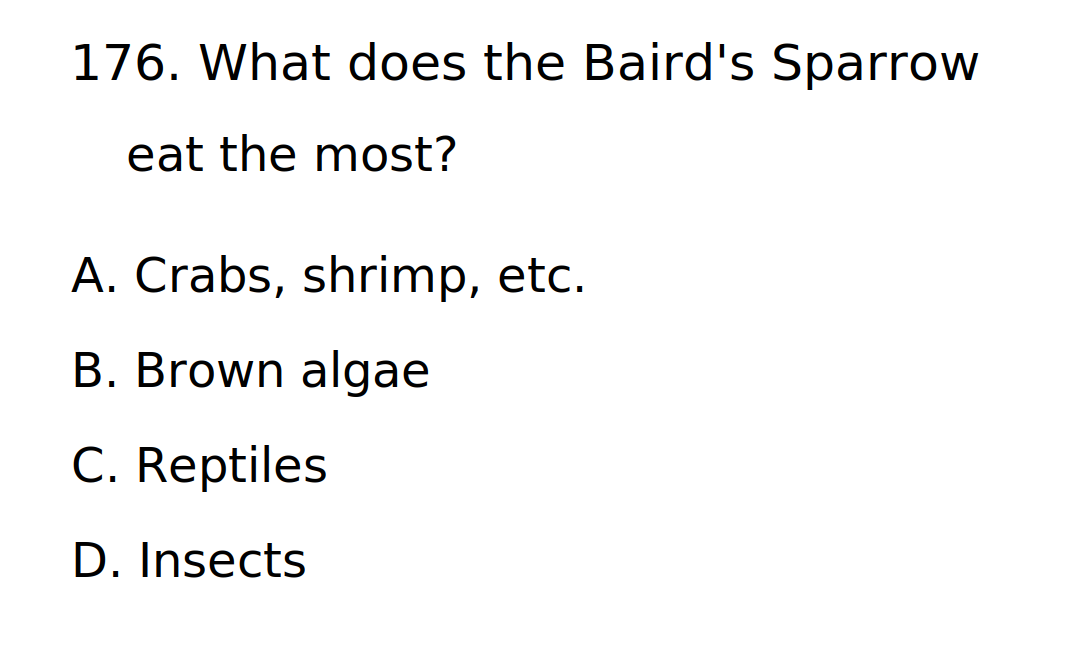 176. What does the Baird's Sparrow
eat the most?
A. Crabs, shrimp, etc.
B. Brown algae
C. Reptiles
D. Insects